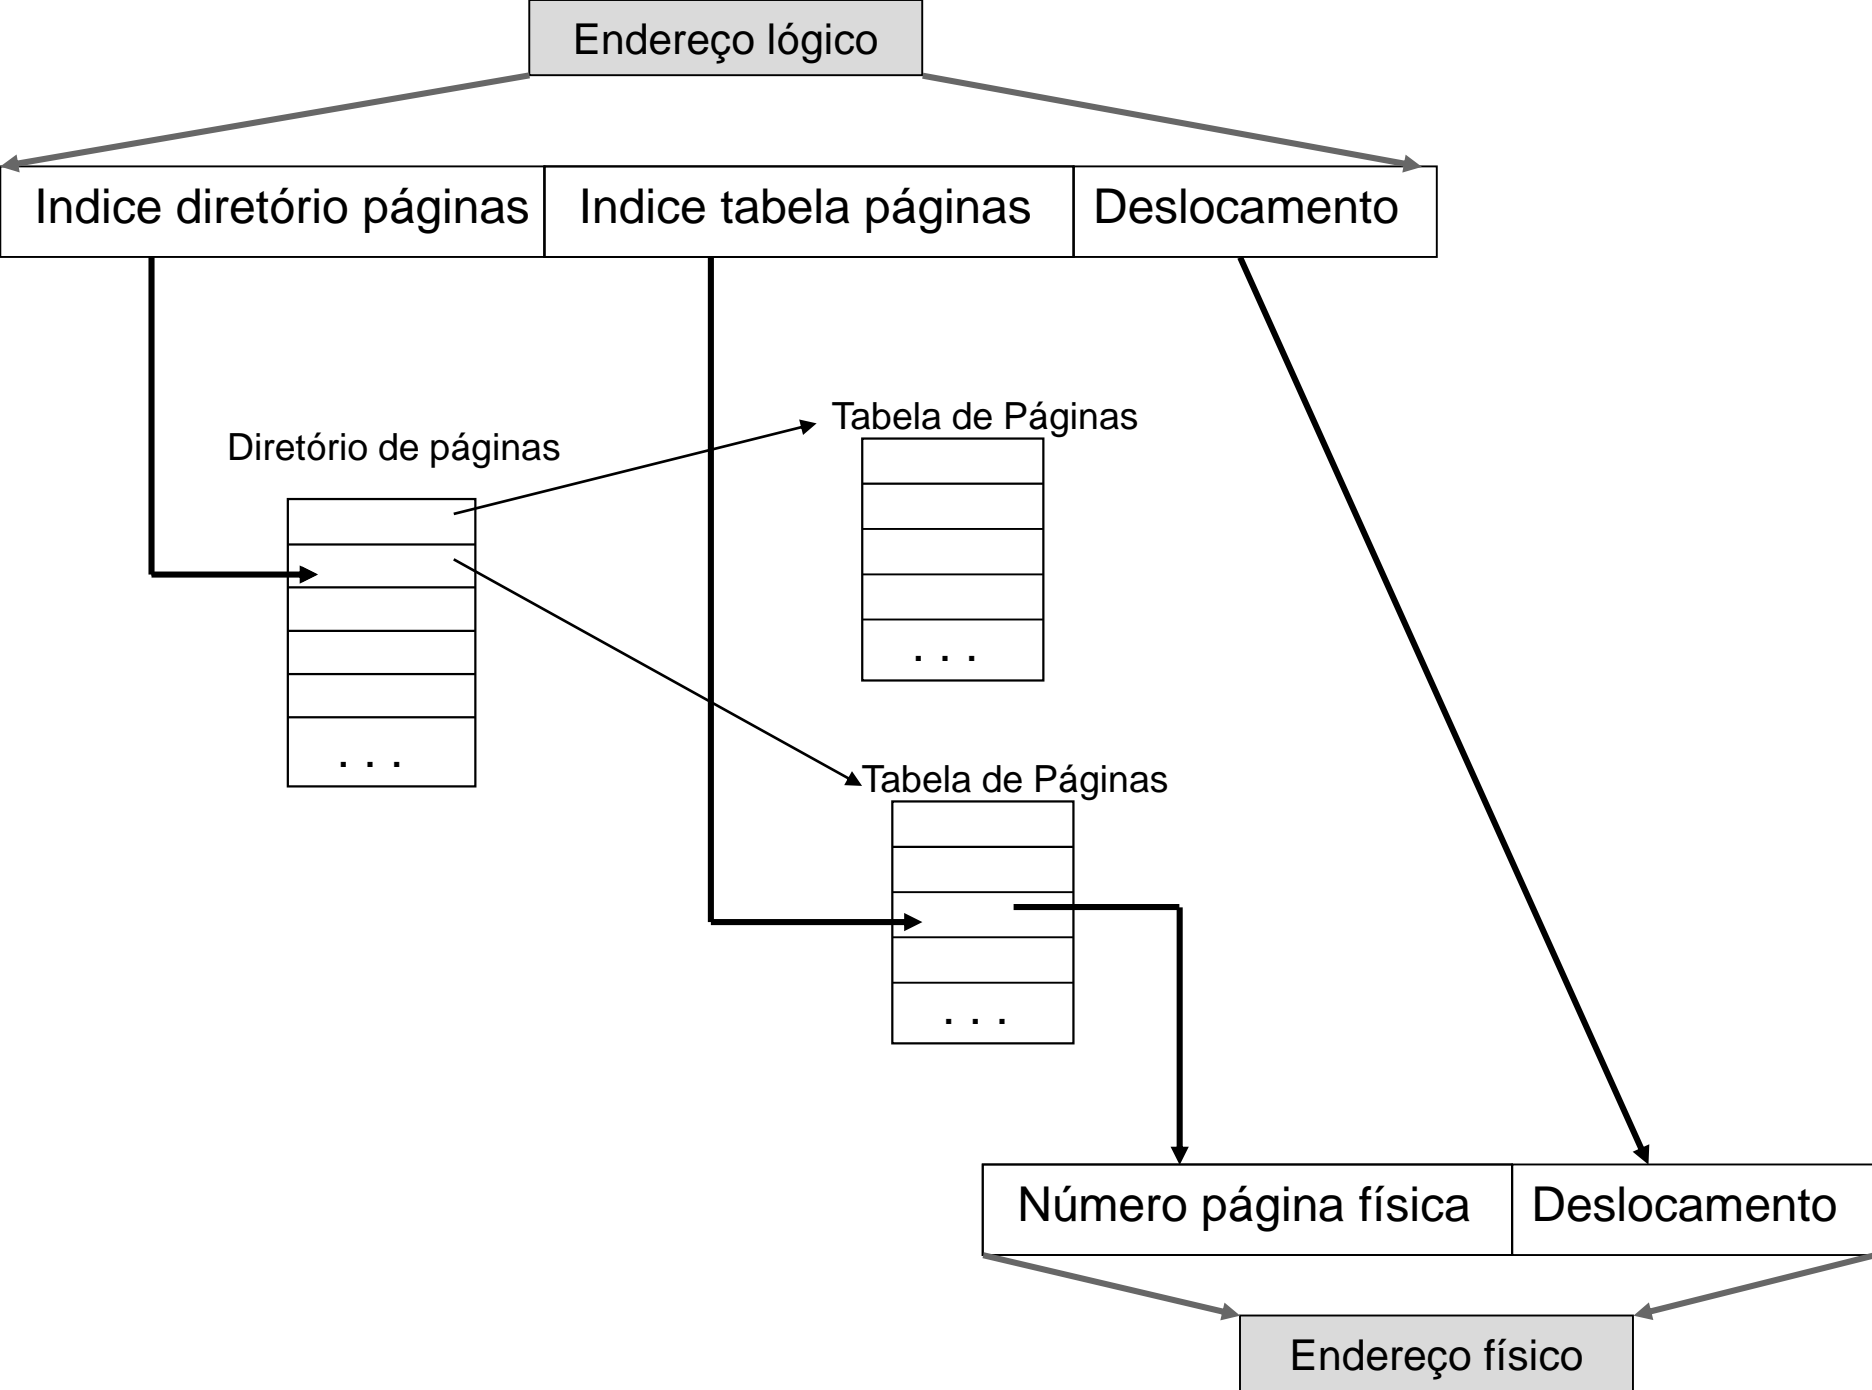 Endereço lógico
Indice diretório páginas Indice tabela páginas Deslocamento
Tabela de Páginas
Diretório de páginas
. . .
. . .
Tabela de Páginas
. . .
Número página física Deslocamento
Endereço físico